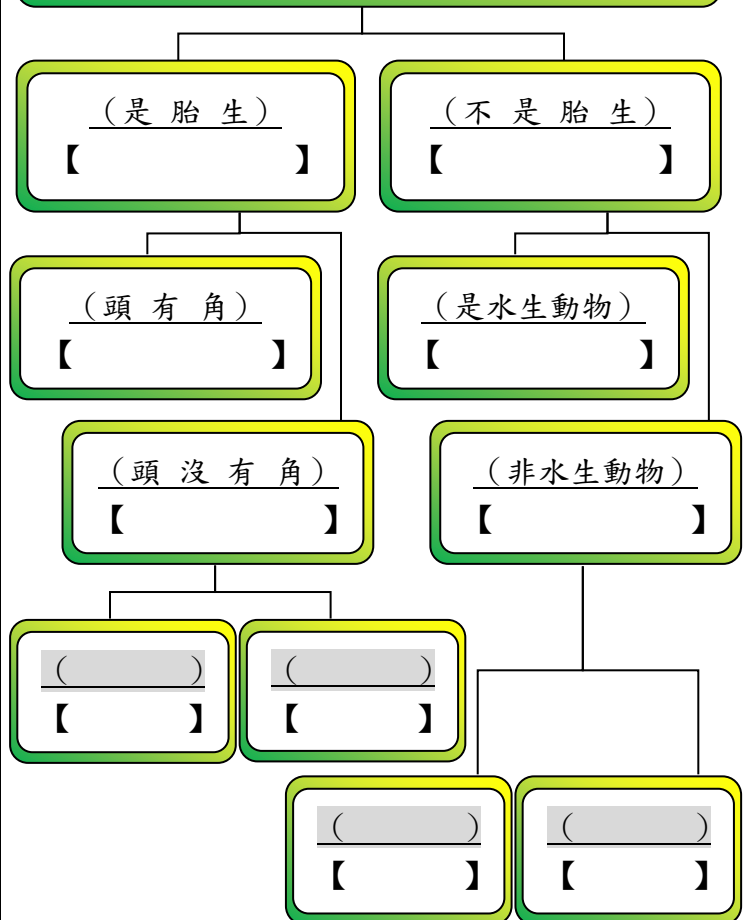 (是 胎 生)
【 】
(不 是 胎 生)
【 】
(頭 有 角)
【 】
(是水生動物)
【 】
(頭 沒 有 角)
【 】
(非水生動物)
【 】
( )
【 】
( )
【 】
( )
【 】
( )
【 】